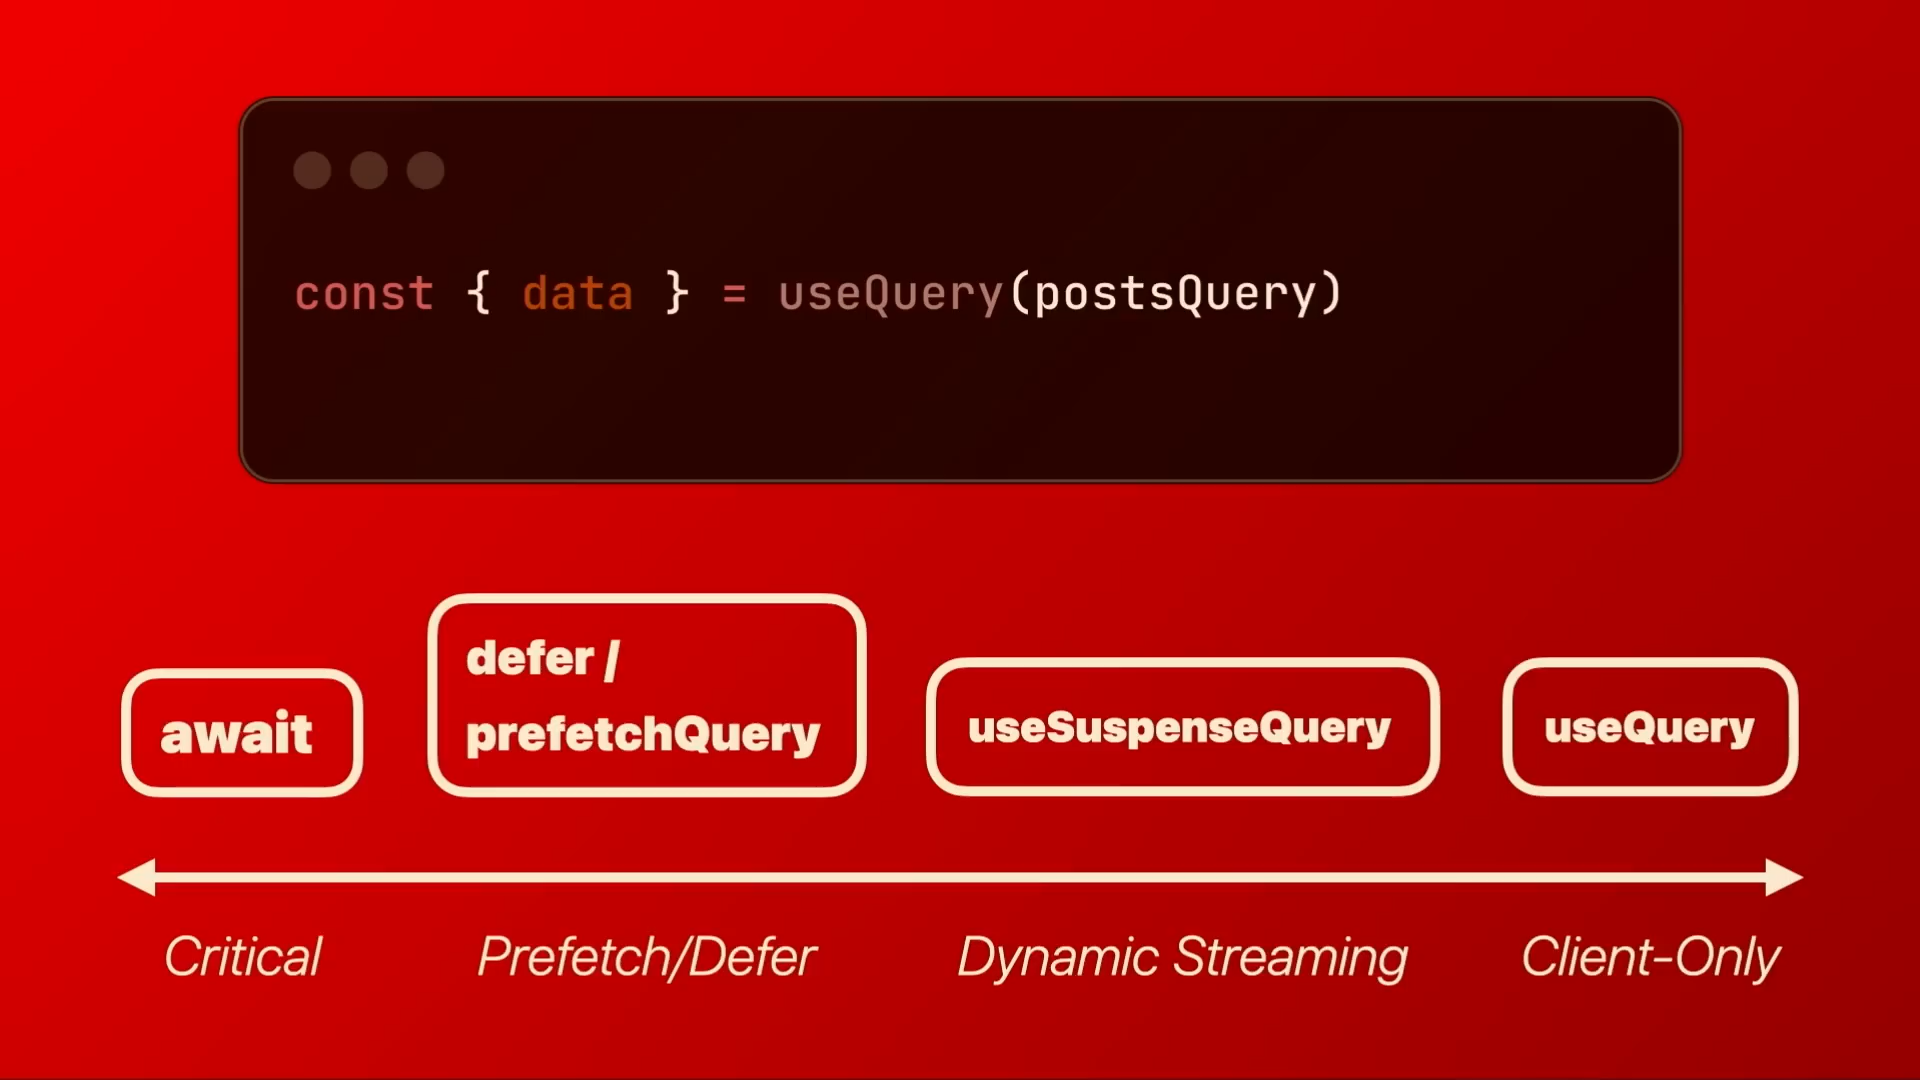 const { data } = useQuery(postsQuery)
await
defer /
prefetchQuery
useSuspenseQuery
useQuery
Critical
Prefetch/Defer
Dynamic Streaming
Client-Only